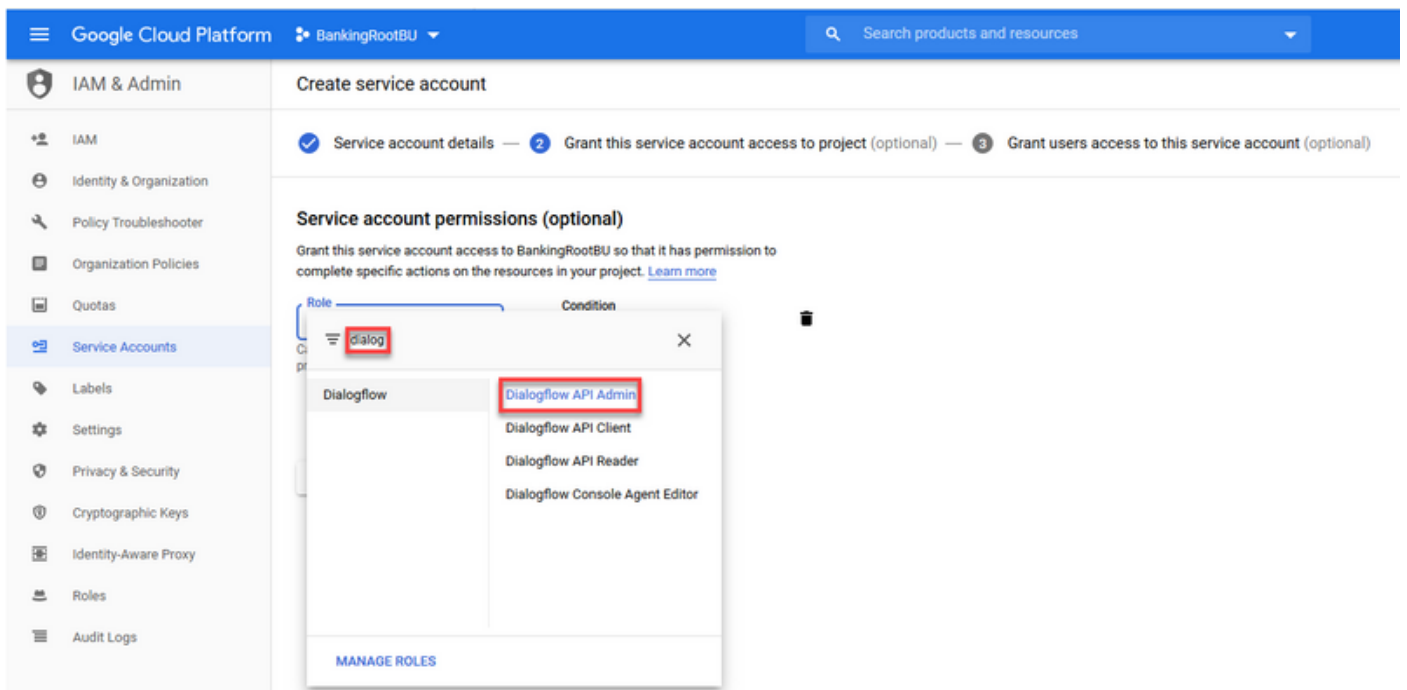 Google Cloud Platform
BankingRootBU
Search products and resources
IAM & Admin
Create service account
IAM
Identity & Organization
Policy Troubleshooter
Organization Policies
Quotas
Service Accounts
Labels
Settings
Privacy & Security
Cryptographic Keys
Identity-Aware Proxy
Roles
Audit Logs
Service account details — 2 Grant this service account access to project (optional) — 3 Grant users access to this service account (optional)
Service account permissions (optional)
Grant this service account access to BankingRootBU so that it has permission to
complete specific actions on the resources in your project. Learn more
Role
Condition
dialog
Dialogflow
Dialogflow API Admin
Dialogflow API Client
Dialogflow API Reader
Dialogflow Console Agent Editor
MANAGE ROLES